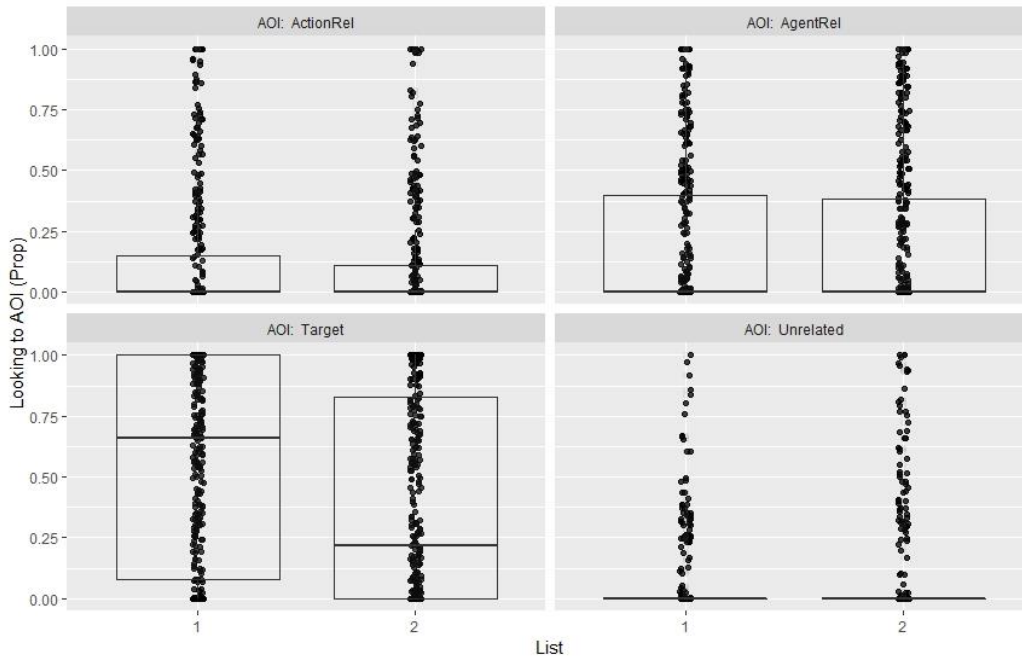 AOI: ActionRel
AOI: AgentRel
1.00
0.75
0.50
0.25
0.00
AOI: Target
AOI: Unrelated
1.00
0.75
0.50
0.25
0.00
Looking to AOI (Prop)
1
2
1
2
List